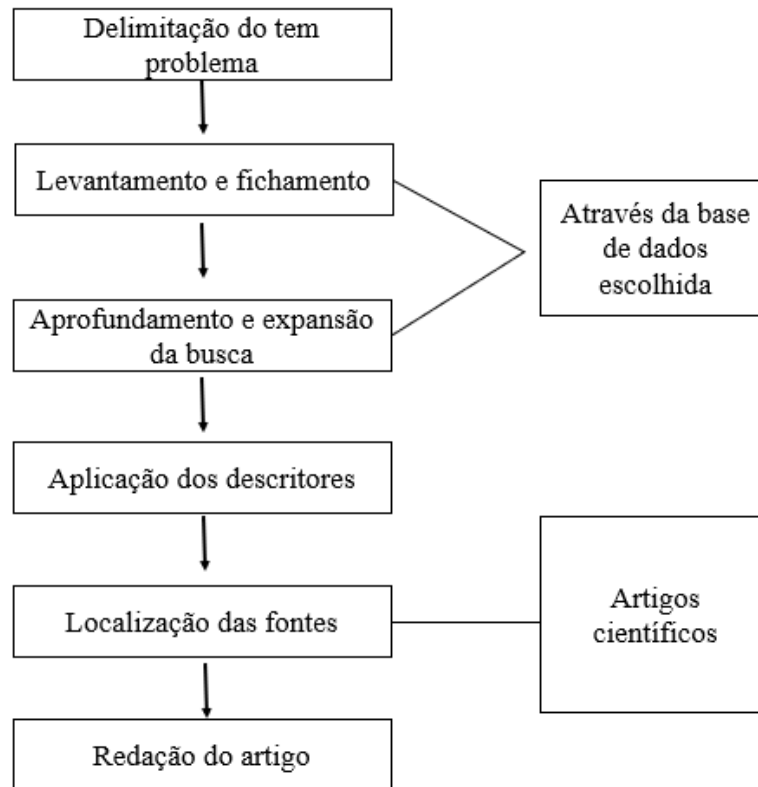 Delimitação do tem
problema
Levantamento e fichamento
Através da base
de dados
escolhida
Aprofundamento e expansão
da busca
Aplicação dos descritores
Localização das fontes
Artigos
científicos
Redação do artigo